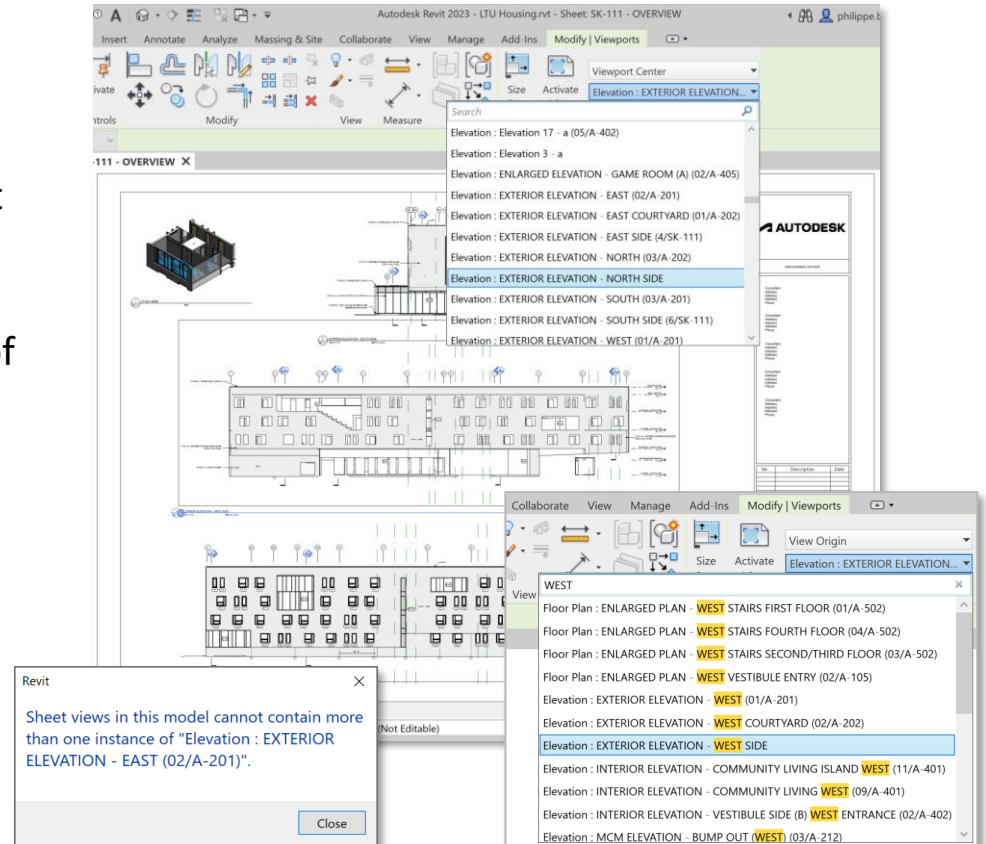 Autodesk Revit 2023 - LTU Housing.rvt - Sheet: SK-111 - OVERVIEW
philippe.b
Insert Annotate Analyze Massing & Site Collaborate View Manage Add-Ins Modify | Viewports
Viewport Center
Size Activate Elevation : EXTERIOR ELEVATION...
Modify View Measure
Search
Elevation : Elevation 17 - a (05/A-402)
Elevation : Elevation 3 - a
Elevation : ENLARGED ELEVATION - GAME ROOM (A) (02/A-405)
Elevation : EXTERIOR ELEVATION - EAST (02/A-201)
Elevation : EXTERIOR ELEVATION - EAST COURTYARD (01/A-202)
Elevation : EXTERIOR ELEVATION - EAST SIDE (4/SK-111)
Elevation : EXTERIOR ELEVATION - NORTH (03/A-202)
Elevation : EXTERIOR ELEVATION - NORTH SIDE
Elevation : EXTERIOR ELEVATION - SOUTH (03/A-201)
Elevation : EXTERIOR ELEVATION - SOUTH SIDE (6/SK-111)
Elevation : EXTERIOR ELEVATION - WEST (01/A-201)
-111 - OVERVIEW
of
AUTODESK
No. Description Date
Collaborate View Manage Add-Ins Modify | Viewports
View Origin
Size Activate Elevation : EXTERIOR ELEVATION...
View
WEST
Floor Plan : ENLARGED PLAN - WEST STAIRS FIRST FLOOR (01/A-502)
Floor Plan : ENLARGED PLAN - WEST STAIRS FOURTH FLOOR (04/A-502)
Floor Plan : ENLARGED PLAN - WEST STAIRS SECOND/THIRD FLOOR (03/A-502)
Floor Plan : ENLARGED PLAN - WEST VESTIBULE ENTRY (02/A-105)
Elevation : EXTERIOR ELEVATION - WEST (01/A-201)
Elevation : EXTERIOR ELEVATION - WEST COURTYARD (02/A-202)
Elevation : EXTERIOR ELEVATION - WEST SIDE
Elevation : INTERIOR ELEVATION - COMMUNITY LIVING ISLAND WEST (11/A-401)
Elevation : INTERIOR ELEVATION - COMMUNITY LIVING WEST (09/A-401)
Elevation : INTERIOR ELEVATION - VESTIBULE SIDE (B) WEST ENTRANCE (02/A-402)
Elevation : MCM ELEVATION - BUMP OUT (WEST) (03/A-212)
(Not Editable)
Revit
Sheet views in this model cannot contain more
than one instance of "Elevation : EXTERIOR
ELEVATION - EAST (02/A-201)".
Close